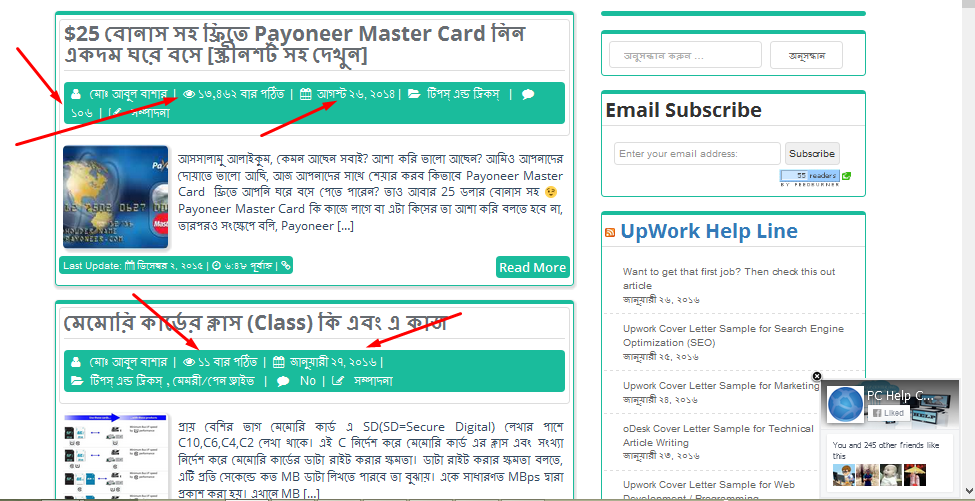 $25 বোনাস সহ ফ্রিতে Payoneer Master Card নিন
একদম ঘরে বসে [স্ক্রীনশট সহ দেখুন]
মোঃ আবুল বাশার | ১৩,৪৬২ বার পঠিত | আগস্ট ২৬, ২০১৪ | টিপস্ এন্ড ট্রিকস্ |
১০৬ | সম্পাদনা
আসসালামু আলাইকুম, কেমন আছেন সবাই? আশা করি ভালো আছেন? আমিও আপনাদের
দোয়াতে ভালো আছি, আজ আপনাদের সাথে শেয়ার করব কিভাবে Payoneer Master
Card ফ্রিতে আপনি ঘরে বসে পেতে পারেন? তাও আবার 25 ডলার বোনাস সহ
Payoneer Master Card কি কাজে লাগে বা এটা কিসের তা আশা করি বলতে হবে না,
তারপরও সংক্ষেপে বলি, Payoneer [...]
Last Update: ডিসেম্বর ২, ২০১৫ | ৬:৪৮ পূর্বাহ্ন |
Read More
মেমোরি কার্ডের ক্লাস (Class) কি এবং এ কাজ
মোঃ আবুল বাশার | ১১ বার পঠিত | জানুয়ারী ২৭, ২০১৬ |
টিপস্ এন্ড ট্রিকস্ , মেমরী/পেন ড্রাইভ | No | সম্পাদনা
প্রায় বেশির ভাগ মেমোরি কার্ড এ SD(SD=Secure Digital) লেখার পাশে
C10,C6,C4,C2 লেখা থাকে। এই C নির্দেশ করে মেমোরি কার্ড এর ক্লাস এবং সংখ্যা
নির্দেশ করে মেমোরি কার্ডের ডাটা রাইট করার ক্ষমতা। ডাটা রাইট করার ক্ষমতা বলতে,
এটি প্রতি সেকেন্ডে কত MB ডাটা লিখতে পারবে তা বুঝায়। একে সাধারণত MBps দ্বারা
প্রকাশ করা হয়। এখানে MB [...]
অনুসন্ধান করুন ...
অনুসন্ধান
Email Subscribe
Enter your email address:
Subscribe
55 readers
BY FEEDBURNER
UpWork Help Line
Want to get that first job? Then check this out
article
জানুয়ারী ২৬, ২০১৬
Upwork Cover Letter Sample for Search Engine
Optimization (SEO)
জানুয়ারী ২৫, ২০১৬
Upwork Cover Letter Sample for Marketing
জানুয়ারী ২৪, ২০১৬
oDesk Cover Letter Sample for Technical
Article Writing
জানুয়ারী ২৩, ২০১৬
Upwork Cover Letter Sample for Web
Development / Programming
PC Help C...
Liked
You and 245 other friends like
this